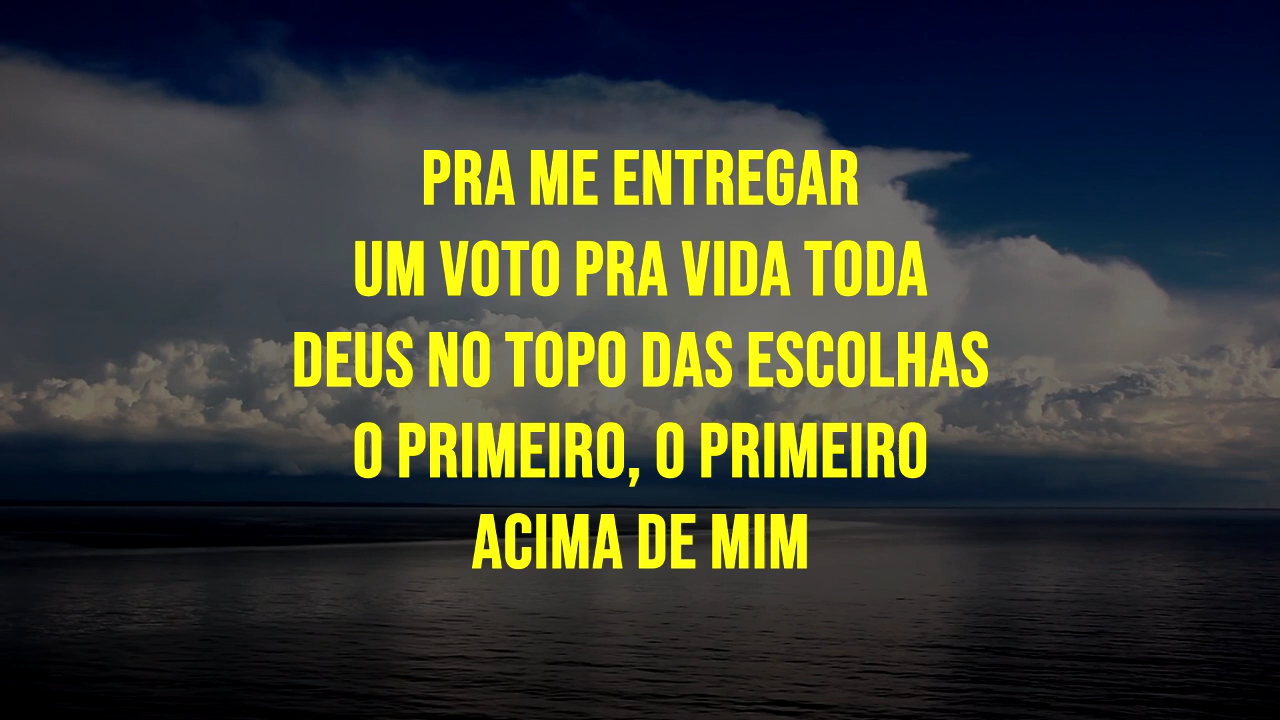 PRA ME ENTREGAR
UM VOTO PRA VIDA TODA
DEUS NO TOPO DAS ESCOLHAS
O PRIMEIRO, O PRIMEIRO
ACIMA DE MIM